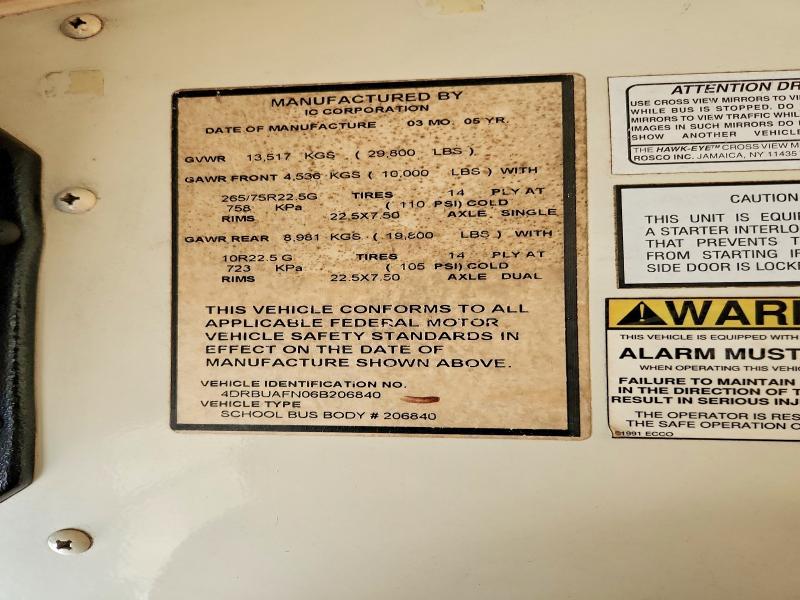 MANUFACTURED BY
IC CORPORATION
DATE OF MANUFACTURE 03 MO. 05 YR.
GVWR 13,517 KGS ( 29,800 LBS )
GAWR FRONT 4,536 KGS ( 10,000 LBS ) WITH
265/75R22.5G TIRES 14 PLY AT
758 KPa ( 110 PSI) COLD
RIMS 22.5X7.50 AXLE SINGLE
GAWR REAR 8,981 KGS ( 19,800 LBS ) WITH
10R22.5 G TIRES 14 PLY AT
723 KPa ( 105 PSI) COLD
RIMS 22.5X7.50 AXLE DUAL
THIS VEHICLE CONFORMS TO ALL
APPLICABLE FEDERAL MOTOR
VEHICLE SAFETY STANDARDS IN
EFFECT ON THE DATE OF
MANUFACTURE SHOWN ABOVE.
VEHICLE IDENTIFICATION NO.
4DRBUAFN06B206840
VEHICLE TYPE
SCHOOL BUS BODY # 206840
ATTENTION DR
USE CROSS VIEW MIRRORS TO VI
WHILE BUS IS STOPPED. DO
MIRRORS TO VIEW TRAFFIC WHIL
IMAGES IN SUCH MIRRORS DO
SHOW ANOTHER VEHICLE
THE HAWK-EYE™ CROSS VIEW M
ROSCO INC. JAMAICA, NY 11435
CAUTION
THIS UNIT IS EQUI
A STARTER INTERLO
THAT PREVENTS T
FROM STARTING IF
SIDE DOOR IS LOCK
WARN
THIS VEHICLE IS EQUIPPED WITH
ALARM MUST
WHEN OPERATING THIS VEHIC
FAILURE TO MAINTAIN
IN THE DIRECTION OF T
RESULT IN SERIOUS INJ
THE OPERATOR IS RES
THE SAFE OPERATION O
©1991 ECCO